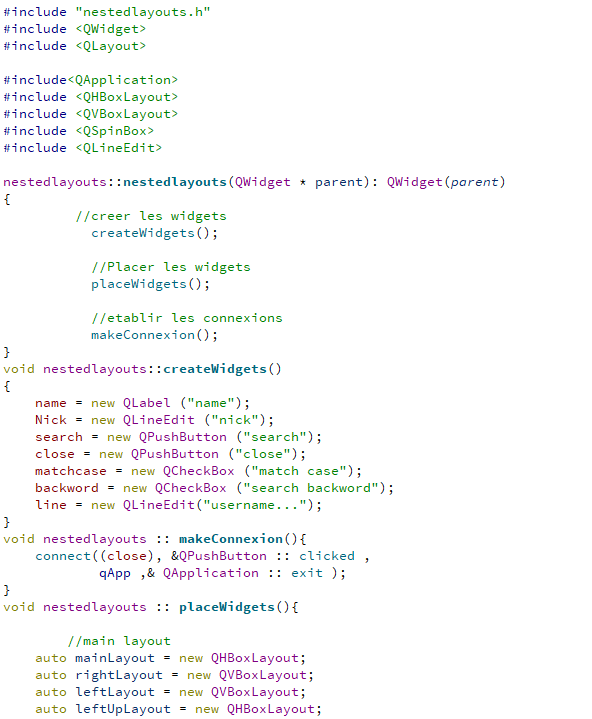 #include "nestedlayouts.h"
#include <QWidget>
#include <QLayout>

#include<QApplication>
#include <QHBoxLayout>
#include <QVBoxLayout>
#include <QSpinBox>
#include <QLineEdit>

nestedlayouts::nestedlayouts(QWidget * parent): QWidget(parent)
{
         //creer les widgets
           createWidgets();

           //Placer les widgets
           placeWidgets();

           //etablir les connexions
           makeConnexion();
}
void nestedlayouts::createWidgets()
{
    name = new QLabel ("name");
    Nick = new QLineEdit ("nick");
    search = new QPushButton ("search");
    close = new QPushButton ("close");
    matchcase = new QCheckBox ("match case");
    backword = new QCheckBox ("search backword");
    line = new QLineEdit("username...");
}
void nestedlayouts :: makeConnexion(){
    connect((close), &QPushButton :: clicked ,
            qApp ,& QApplication :: exit );
}
void nestedlayouts :: placeWidgets(){

        //main layout
    auto mainLayout = new QHBoxLayout;
    auto rightLayout = new QVBoxLayout;
    auto leftLayout = new QVBoxLayout;
    auto leftUpLayout = new QHBoxLayout;